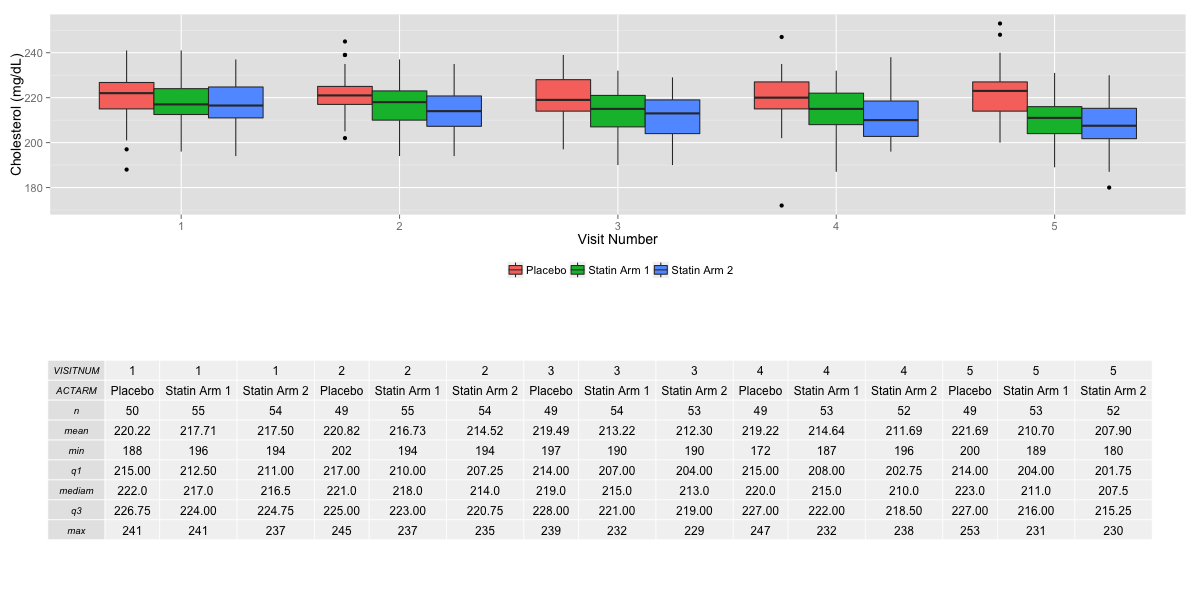 Cholesterol (mg/dL)
240
220
200
180
1 2 3 4 5
Visit Number
Placebo Statin Arm 1 Statin Arm 2
VISITNUM 1 1 1 2 2 2 3 3 3 4 4 4 5 5 5
ACTARM Placebo Statin Arm 1 Statin Arm 2 Placebo Statin Arm 1 Statin Arm 2 Placebo Statin Arm 1 Statin Arm 2 Placebo Statin Arm 1 Statin Arm 2 Placebo Statin Arm 1 Statin Arm 2
n 50 55 54 49 55 54 49 54 53 49 53 52 49 53 52
mean 220.22 217.71 217.50 220.82 216.73 214.52 219.49 213.22 212.30 219.22 214.64 211.69 221.69 210.70 207.90
min 188 196 194 202 194 194 197 190 190 172 187 196 200 189 180
q1 215.00 212.50 211.00 217.00 210.00 207.25 214.00 207.00 204.00 215.00 208.00 202.75 214.00 204.00 201.75
mediam 222.0 217.0 216.5 221.0 218.0 214.0 219.0 215.0 213.0 220.0 215.0 210.0 223.0 211.0 207.5
q3 226.75 224.00 224.75 225.00 223.00 220.75 228.00 221.00 219.00 227.00 222.00 218.50 227.00 216.00 215.25
max 241 241 237 245 237 235 239 232 229 247 232 238 253 231 230